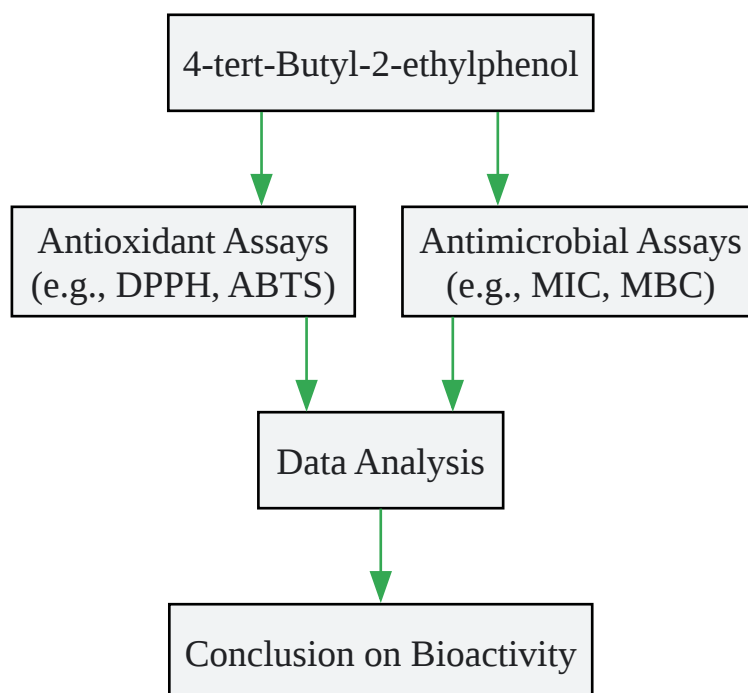 4-tert-Butyl-2-ethylphenol
Antioxidant Assays
(e.g., DPPH, ABTS)
Antimicrobial Assays
(e.g., MIC, MBC)
Data Analysis
Conclusion on Bioactivity